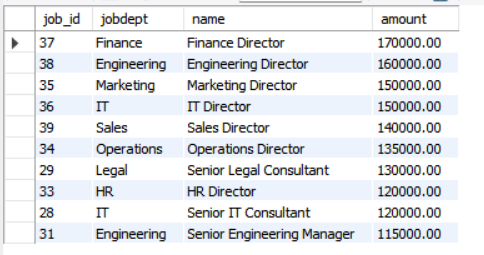 job_id jobdept name amount
37 Finance Finance Director 170000.00
38 Engineering Engineering Director 160000.00
35 Marketing Marketing Director 150000.00
36 IT IT Director 150000.00
39 Sales Sales Director 140000.00
34 Operations Operations Director 135000.00
29 Legal Senior Legal Consultant 130000.00
33 HR HR Director 120000.00
28 IT Senior IT Consultant 120000.00
31 Engineering Senior Engineering Manager 115000.00